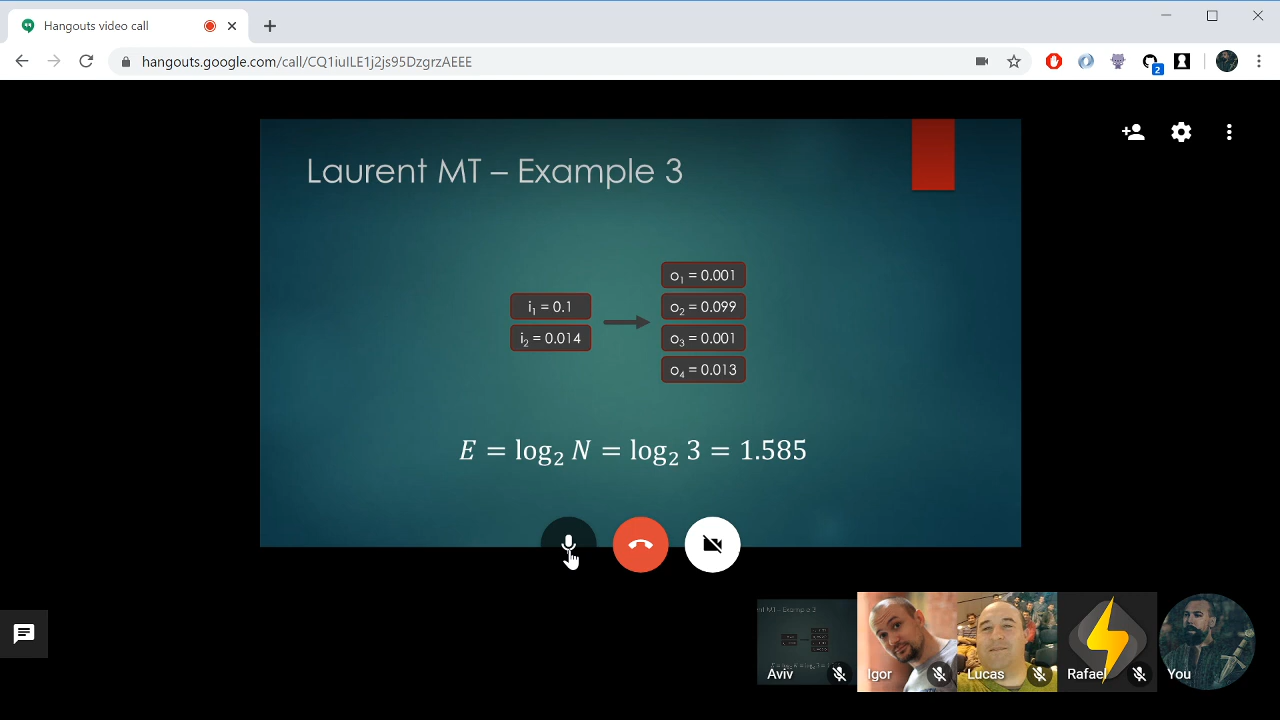 Hangouts video call
hangouts.google.com/call/CQ1iuILE1j2js95DzgrzAEEE
2
Laurent MT – Example 3
i₁ = 0.1
i₂ = 0.014
o₁ = 0.001
o₂ = 0.099
o₃ = 0.001
o₄ = 0.013
E = log₂ N = log₂ 3 = 1.585
Aviv
Igor
Lucas
Rafael
You